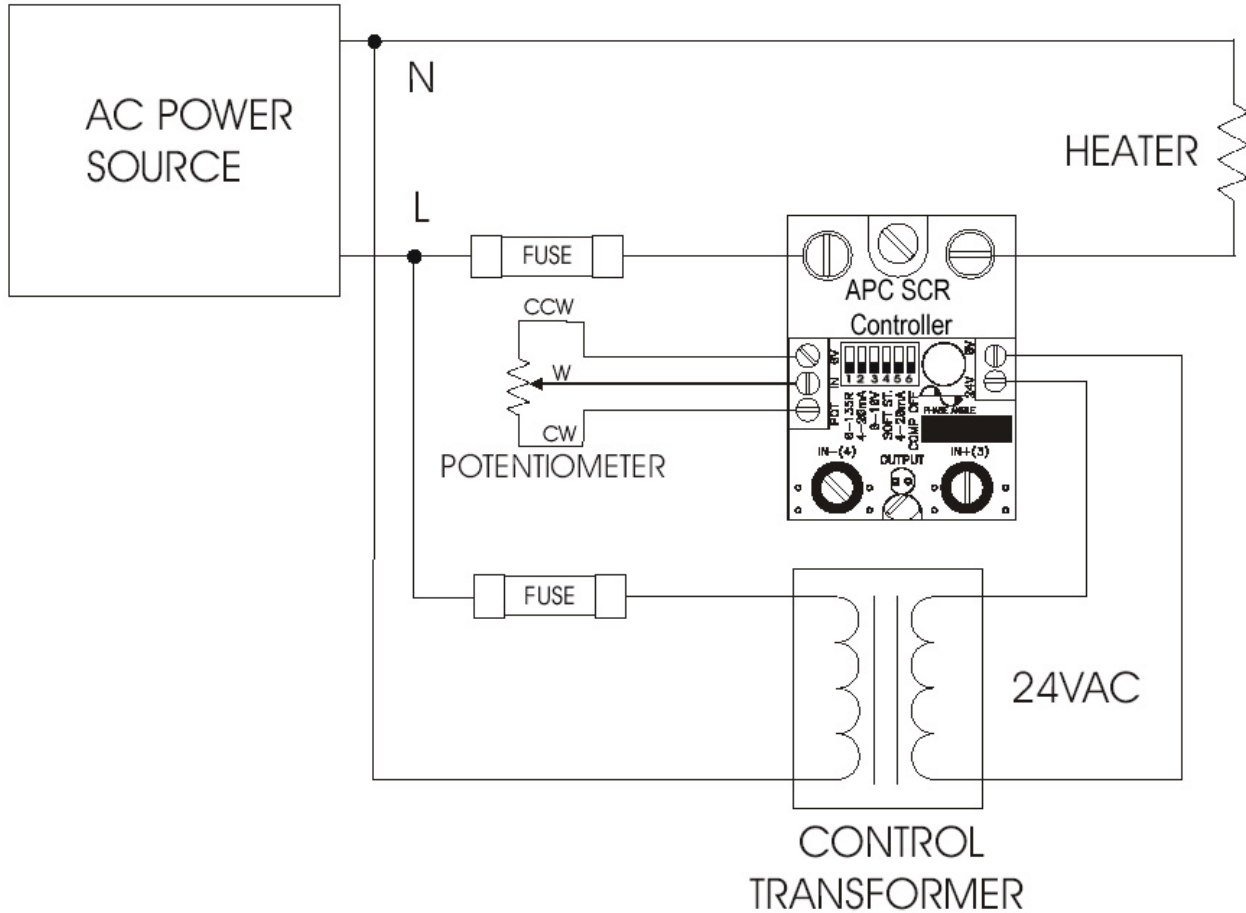 AC POWER
SOURCE
N
L
HEATER
FUSE
APC SCR
Controller
CCW
W
CW
POTENTIOMETER
0V
IN
POT
1 2 3 4 5 6
0-135R
4-20mA
0-10V
SOFT ST.
4-20mA
COMP OFF
0V
24V
PHASE ANGLE
IN-(4)
OUTPUT
IN+(3)
FUSE
24VAC
CONTROL
TRANSFORMER